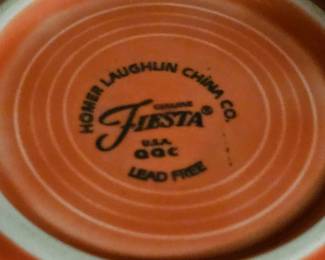 HOMER LAUGHLIN CHINA CO.
GENUINE
FIESTA®
U.S.A.
QQC
LEAD FREE